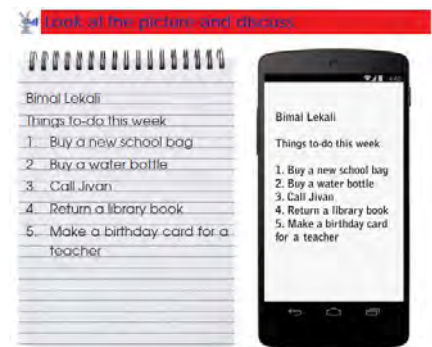 Look at the picture and discuss.
Bimal Lekali
Things to-do this week
1. Buy a new school bag
2. Buy a water bottle
3. Call Jivan
4. Return a library book
5. Make a birthday card for a
teacher
Bimal Lekali
Things to-do this week
1. Buy a new school bag
2. Buy a water bottle
3. Call Jivan
4. Return a library book
5. Make a birthday card
for a teacher